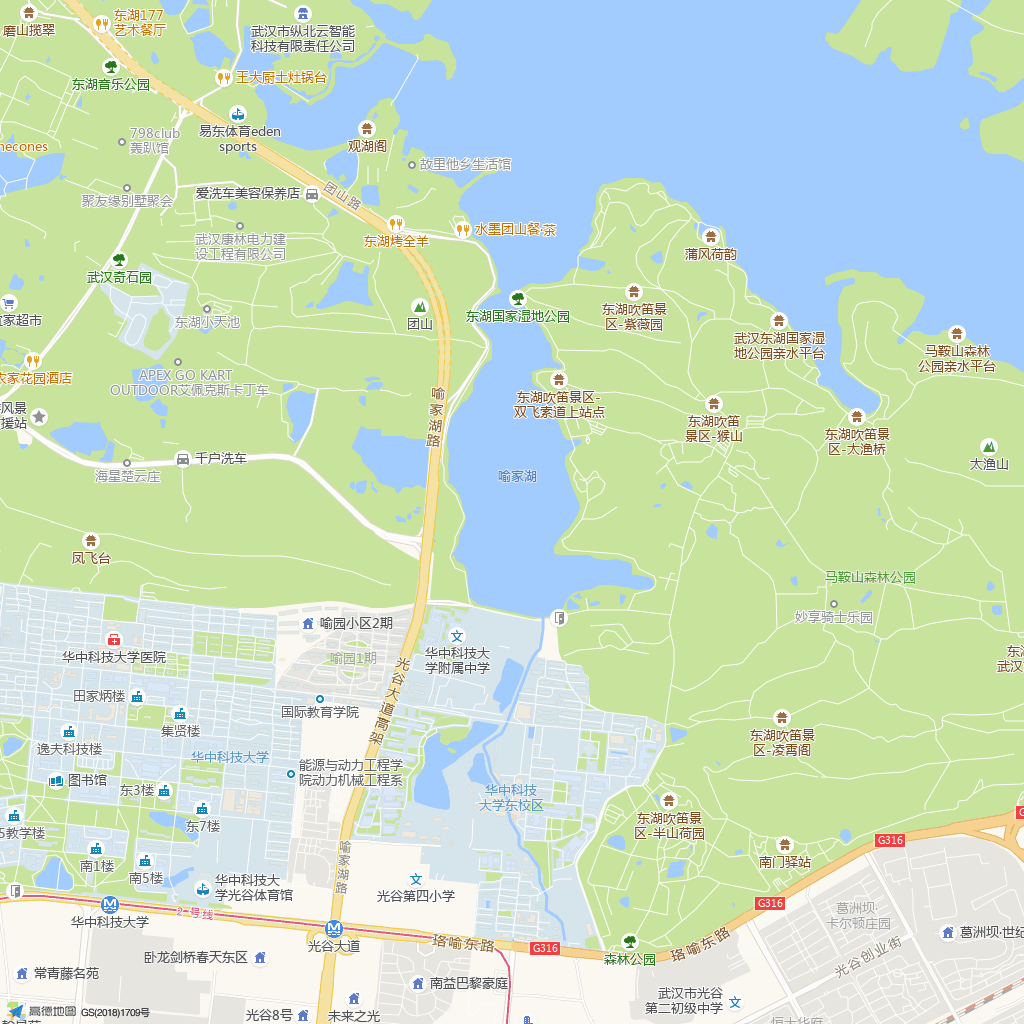 磨山揽翠
东湖177
艺术餐厅
武汉市纵北云智能
科技有限责任公司
东湖音乐公园
王大厨土灶锅台
易东体育eden
sports
798club
轰趴馆
necones
观湖阁
故里他乡生活馆
聚友缘别墅聚会
爱洗车美容保养店
团山路
武汉康林电力建
设工程有限公司
东湖烤全羊
水墨团山餐·茶
蒲风荷韵
武汉奇石园
东湖小天池
团山
东湖国家湿地公园
东湖吹笛景
区-紫薇园
武汉东湖国家湿
地公园亲水平台
马鞍山森林
公园亲水平台
宜家超市
农家花园酒店
APEX GO KART
OUTDOOR艾佩克斯卡丁车
喻家湖路
东湖吹笛景区-
双飞索道上站点
东湖吹笛
景区-猴山
东湖吹笛景
区-太渔桥
太渔山
风景
援站
海星楚云庄
千户洗车
喻家湖
凤飞台
马鞍山森林公园
妙享骑士乐园
喻园小区2期
喻园1期
华中科技大学医院
华中科技大
学附属中学
光谷大道高架
田家炳楼
集贤楼
国际教育学院
逸夫科技楼
华中科技大学
能源与动力工程学
院动力机械工程系
图书馆
东3楼
东7楼
华中科技
大学东校区
东湖吹笛景
区-凌霄阁
东湖吹笛景
区-半山荷园
5教学楼
南1楼
南5楼
喻家湖路
华中科技大
学光谷体育馆
光谷第四小学
南门驿站
G316
G316
G316
2号线
华中科技大学
光谷大道
珞喻东路
珞喻东路
森林公园
葛洲坝·
卡尔顿庄园
葛洲坝·世纪
光谷创业街
卧龙剑桥春天东区
常青藤名苑
南益巴黎豪庭
武汉市光谷
第二初级中学
光谷8号
未来之光
恒大华府
高德地图
GS(2018)1709号